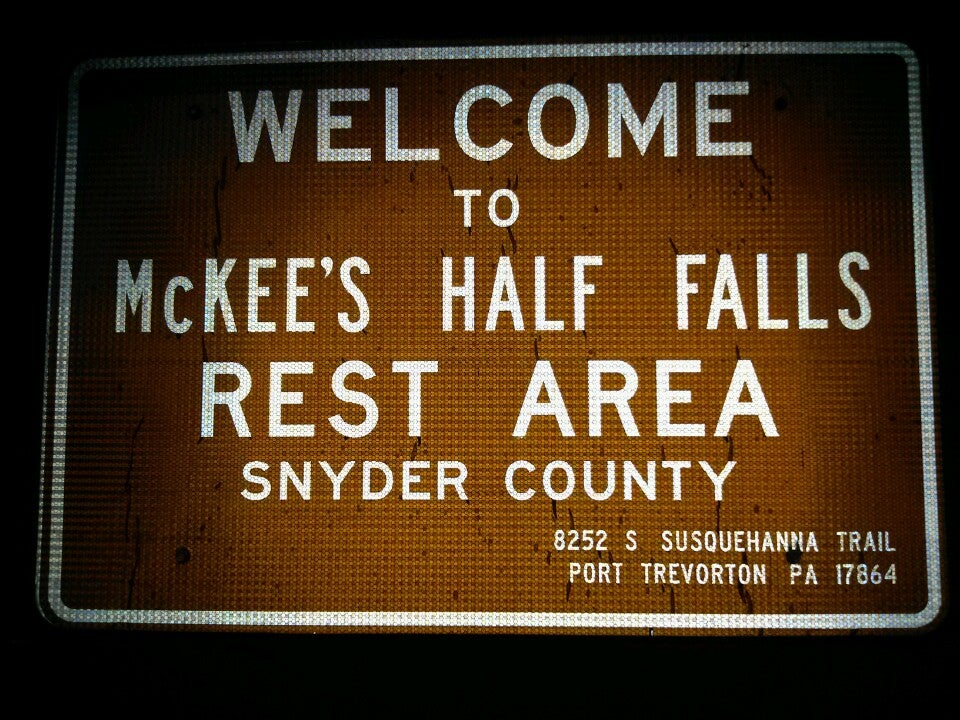 WELCOME
TO
McKEE'S HALF FALLS
REST AREA
SNYDER COUNTY
8252 S SUSQUEHANNA TRAIL
PORT TREVORTON PA 17864